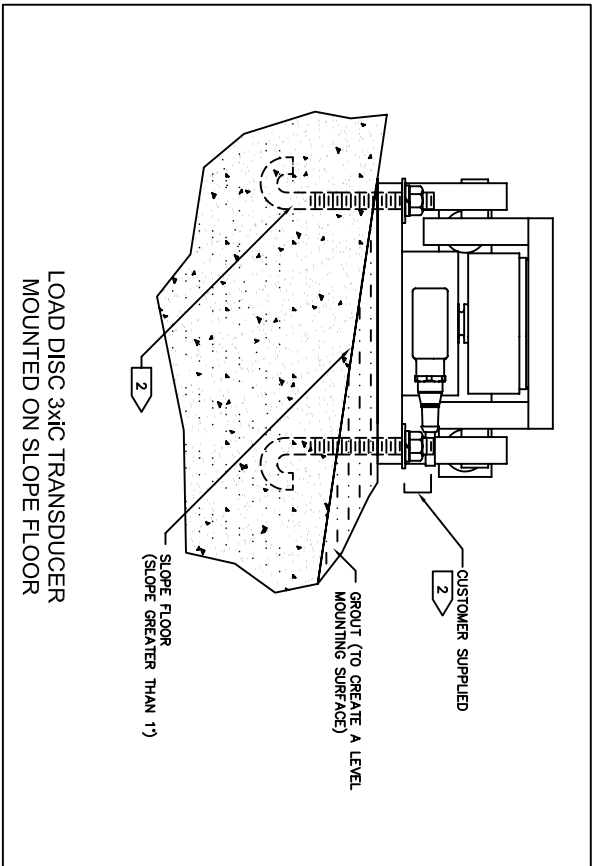 CUSTOMER SUPPLIED
2
GROUT (TO CREATE A LEVEL
MOUNTING SURFACE)
SLOPE FLOOR
(SLOPE GREATER THAN 1°)
2
LOAD DISC 3xiC TRANSDUCER
MOUNTED ON SLOPE FLOOR